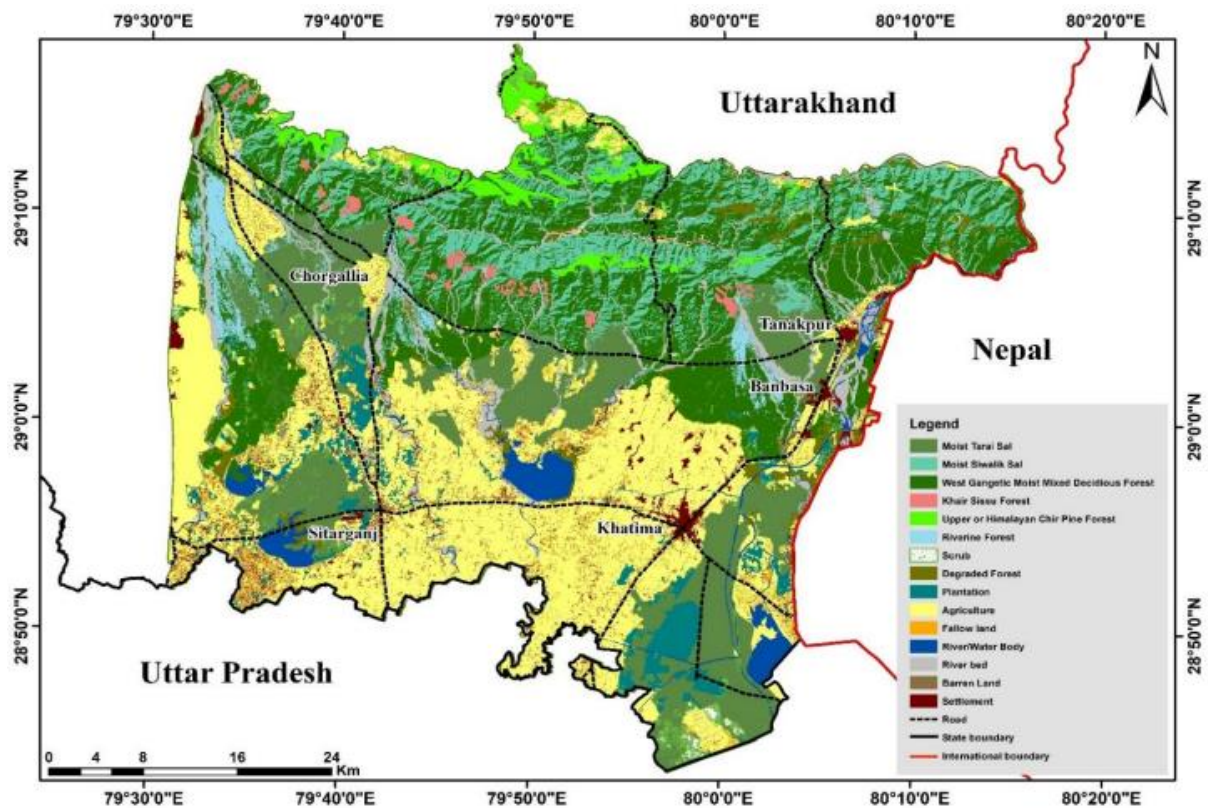 79°30'0"E 79°40'0"E 79°50'0"E 80°0'0"E 80°10'0"E 80°20'0"E
N
Uttarakhand
29°10'0"N 29°10'0"N
Chorgallia
Tanakpur
Nepal
Banbasa
29°0'0"N 29°0'0"N
Legend
Moist Tarai Sal
Moist Siwalik Sal
West Gangetic Moist Mixed Decidious Forest
Khair Sissu Forest
Upper or Himalayan Chir Pine Forest
Riverine Forest
Scrub
Degraded Forest
Plantation
Agriculture
Fallow land
River/Water Body
River bed
Barren Land
Settlement
Road
State boundary
International boundary
Khatima
Sitarganj
28°50'0"N 28°50'0"N
Uttar Pradesh
0 4 8 16 24
Km
79°30'0"E 79°40'0"E 79°50'0"E 80°0'0"E 80°10'0"E 80°20'0"E